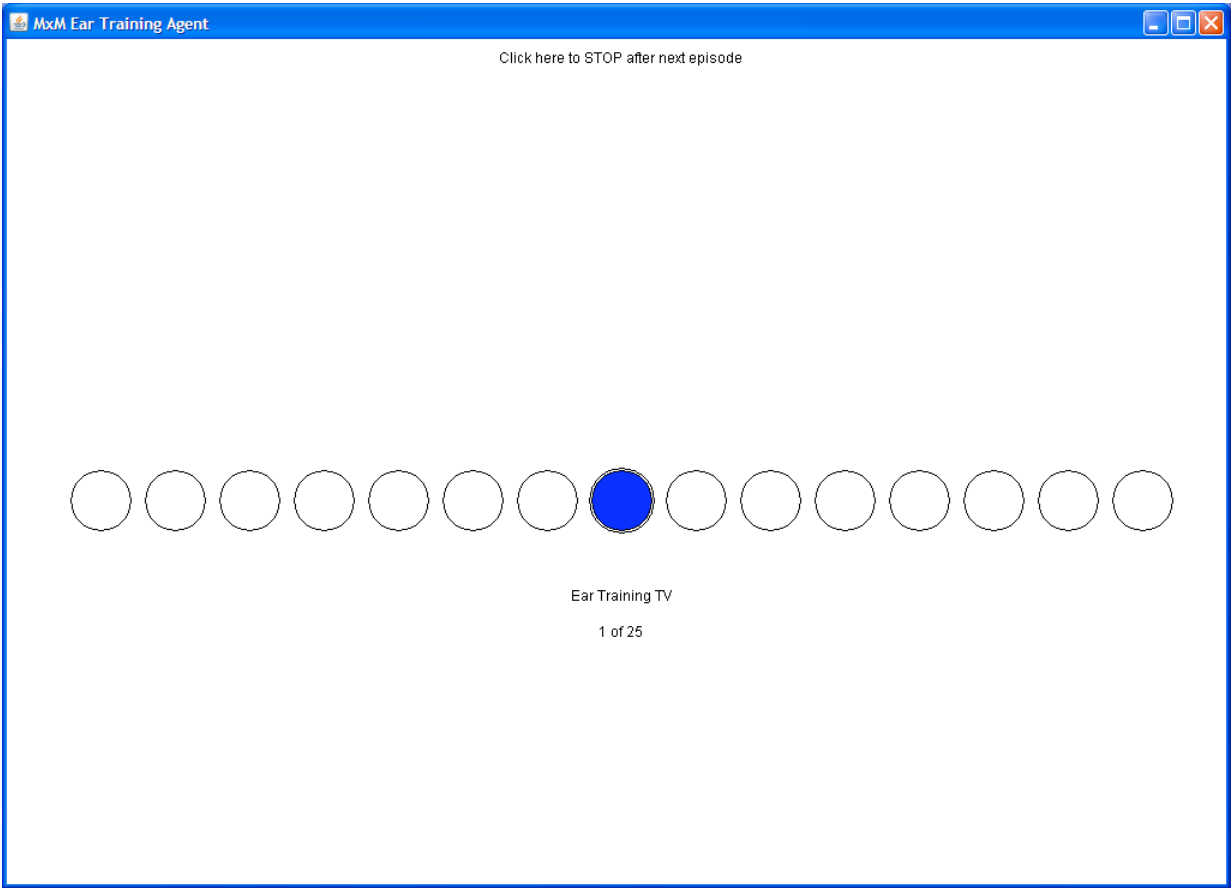 MxM Ear Training Agent
Click here to STOP after next episode
Ear Training TV
1 of 25